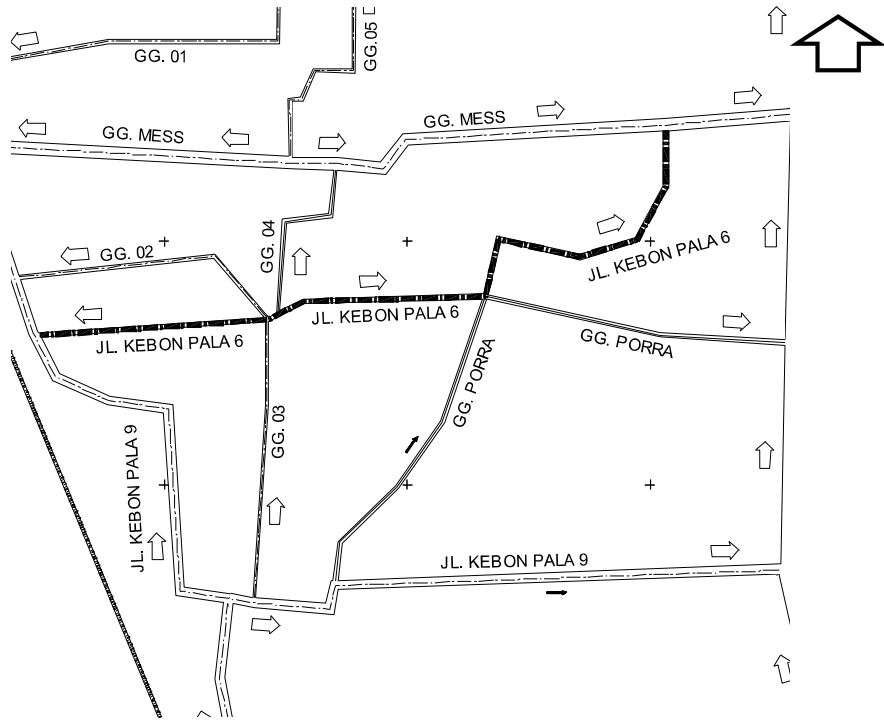 GG. 01
GG. 05
GG. MESS
GG. MESS
GG. 02
GG. 04
JL. KEBON PALA 6
JL. KEBON PALA 6
JL. KEBON PALA 6
GG. PORRA
GG. PORRA
GG. 03
JL. KEBON PALA 9
JL. KEBON PALA 9